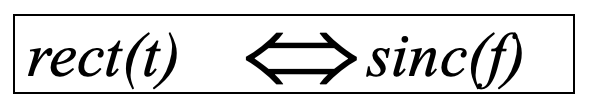 rect(t) ⟺ sinc(f)